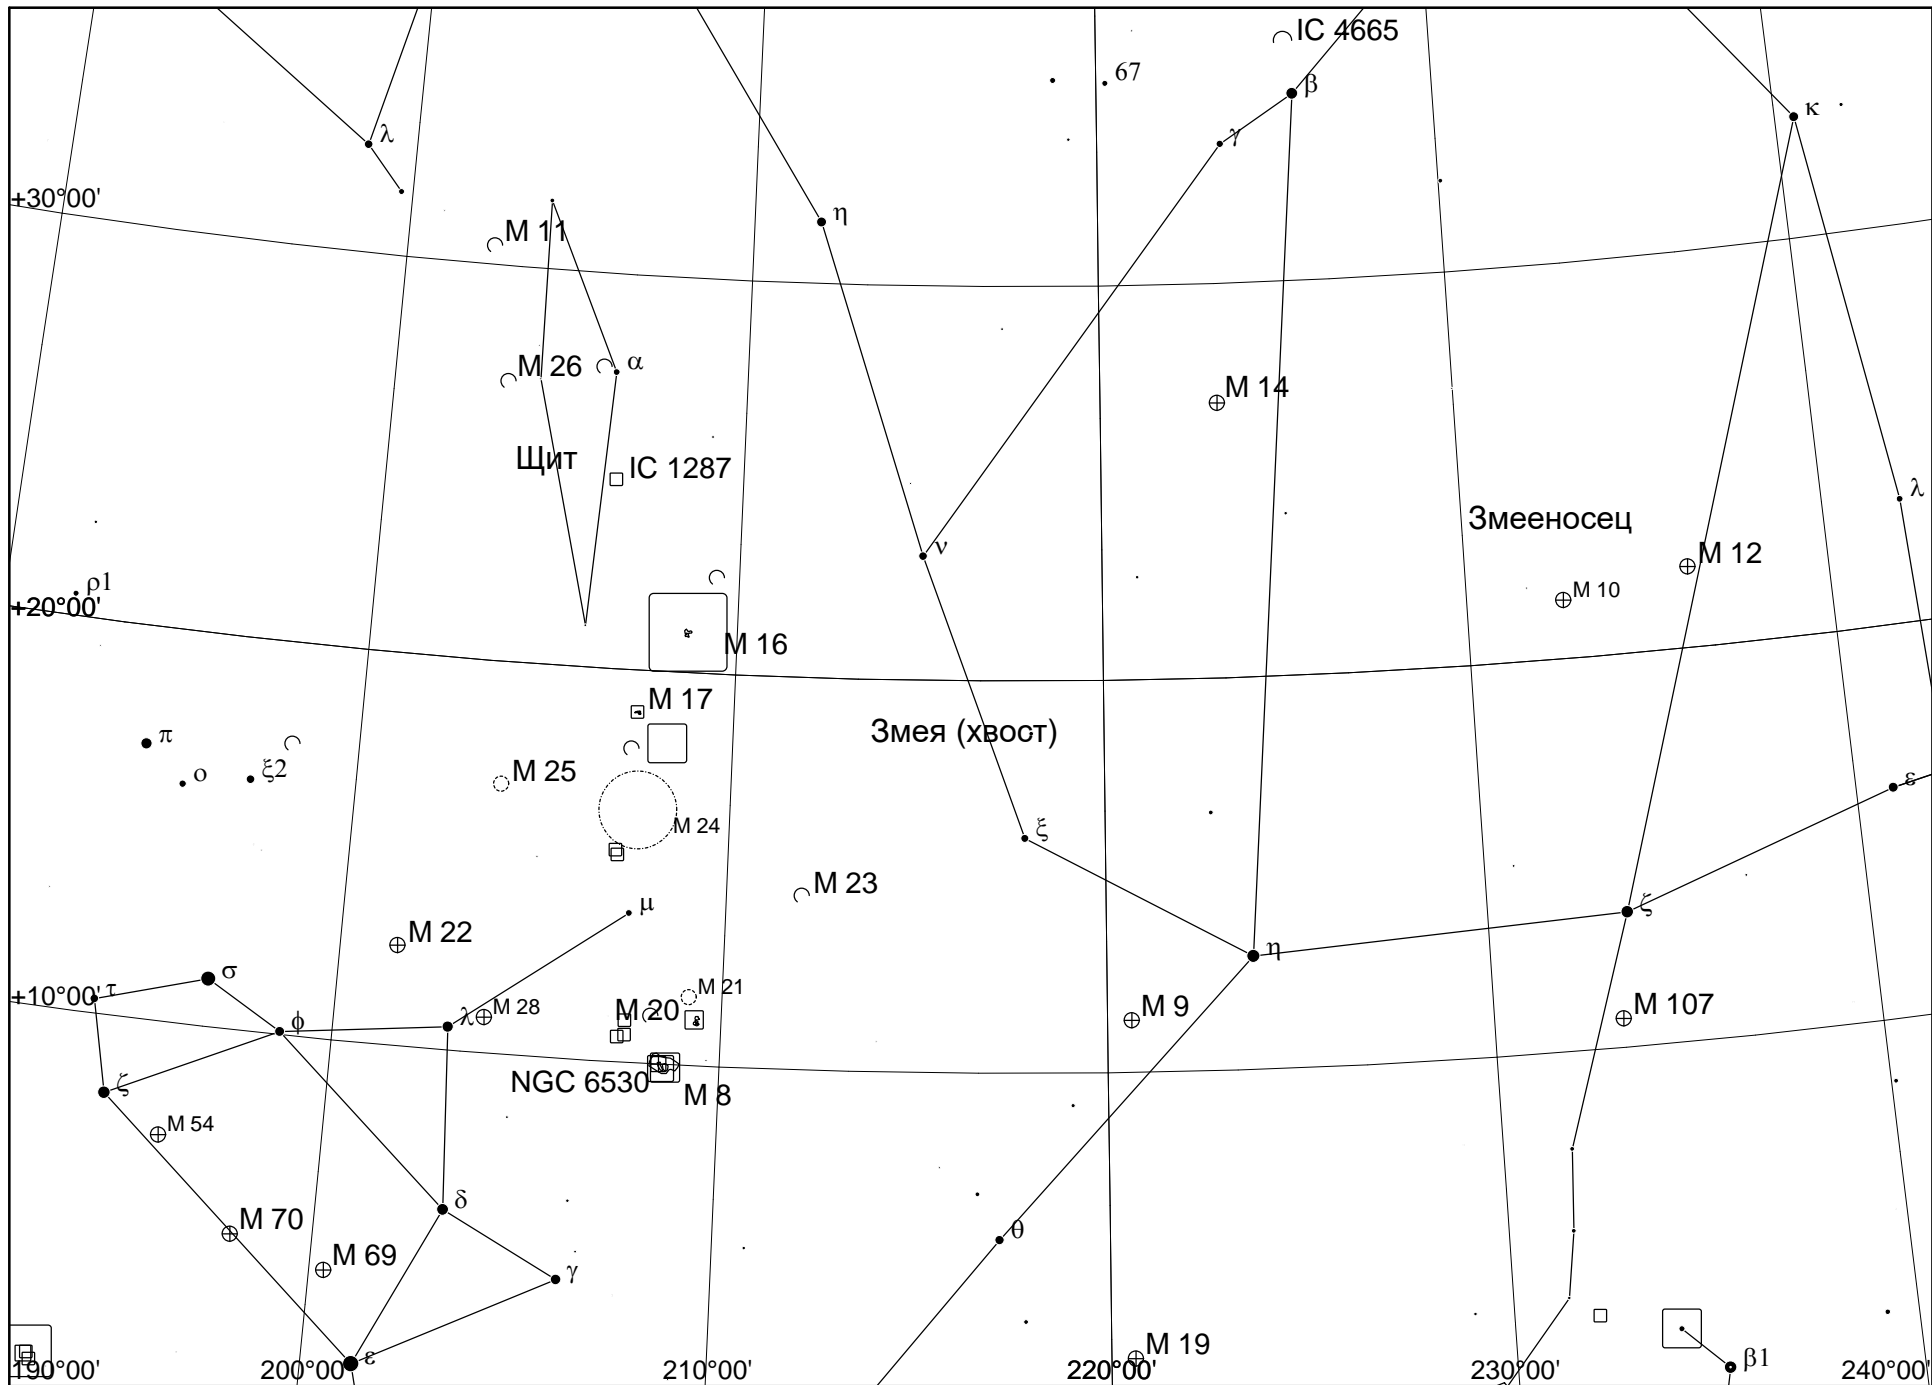 IC 4665
67
β
κ
λ
γ
+30°00'
M 11
η
M 26
α
M 14
Щит
IC 1287
λ
Змееносец
ν
M 12
ρ1
M 10
+20°00'
M 16
M 17
π
Змея (хвост)
ο
ξ2
M 25
ε
M 24
ξ
M 23
μ
ζ
M 22
η
σ
+10°00'
τ
M 21
M 28
M 20
λ
φ
M 9
M 107
NGC 6530
ζ
M 8
M 54
δ
M 70
θ
M 69
γ
M 19
ε
β1
190°00'
200°00'
210°00'
220°00'
230°00'
240°00'